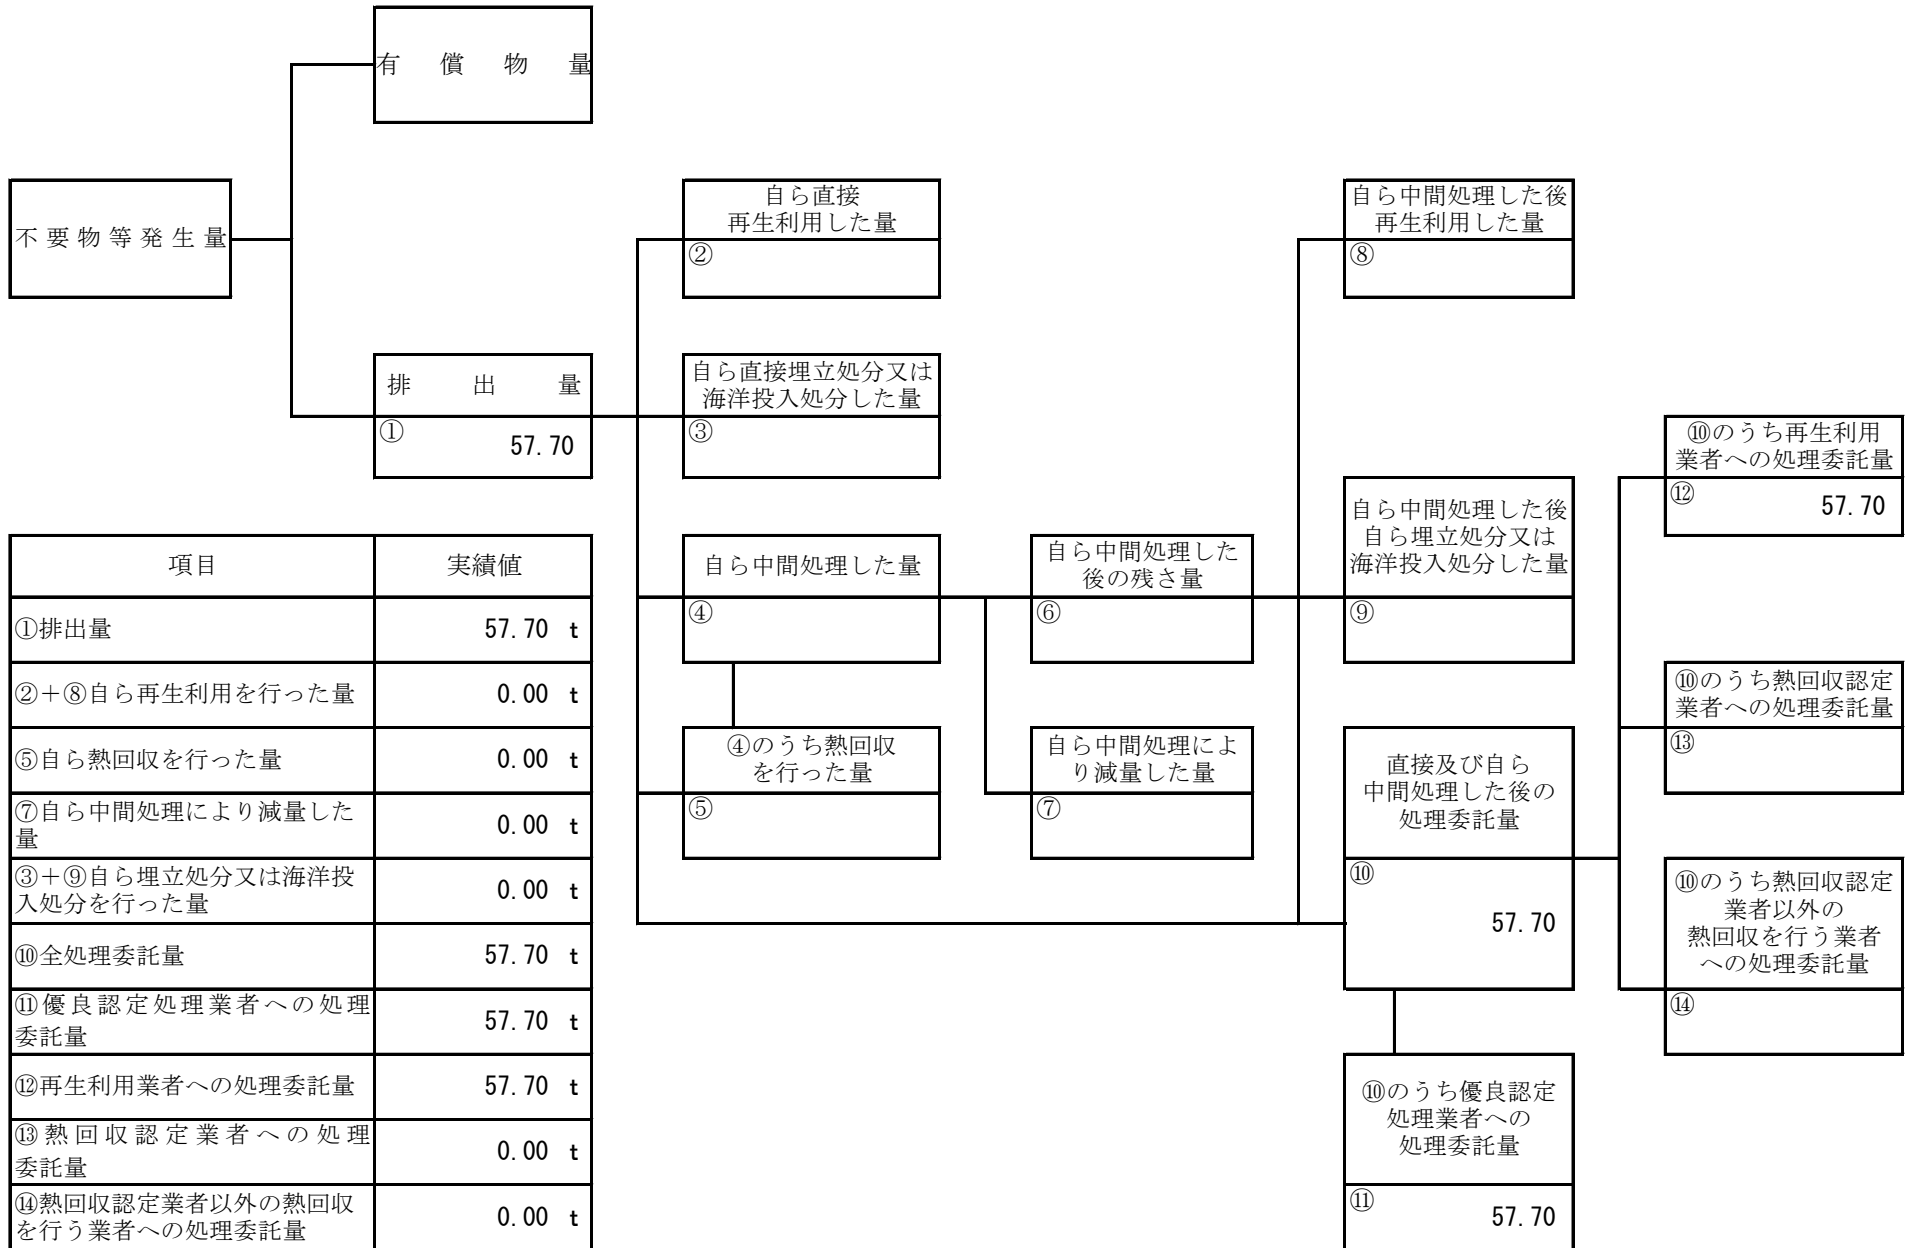 有償物量
不要物等発生量
自ら直接
再生利用した量
②
自ら中間処理した後
再生利用した量
⑧
排出量
①
57.70
自ら直接埋立処分又は
海洋投入処分した量
③
⑩のうち再生利用
業者への処理委託量
⑫
57.70
自ら中間処理した量
④
自ら中間処理した
後の残さ量
⑥
自ら中間処理した後
自ら埋立処分又は
海洋投入処分した量
⑨
⑩のうち熱回収認定
業者への処理委託量
⑬
④のうち熱回収
を行った量
⑤
自ら中間処理によ
り減量した量
⑦
直接及び自ら
中間処理した後の
処理委託量
⑩
57.70
⑩のうち熱回収認定
業者以外の
熱回収を行う業者
への処理委託量
⑭
⑩のうち優良認定
処理業者への
処理委託量
⑪
57.70
項目 実績値
①排出量 57.70 t
②＋⑧自ら再生利用を行った量 0.00 t
⑤自ら熱回収を行った量 0.00 t
⑦自ら中間処理により減量した
量 0.00 t
③＋⑨自ら埋立処分又は海洋投
入処分を行った量 0.00 t
⑩全処理委託量 57.70 t
⑪優良認定処理業者への処理
委託量 57.70 t
⑫再生利用業者への処理委託量 57.70 t
⑬熱回収認定業者への処理
委託量 0.00 t
⑭熱回収認定業者以外の熱回収
を行う業者への処理委託量 0.00 t